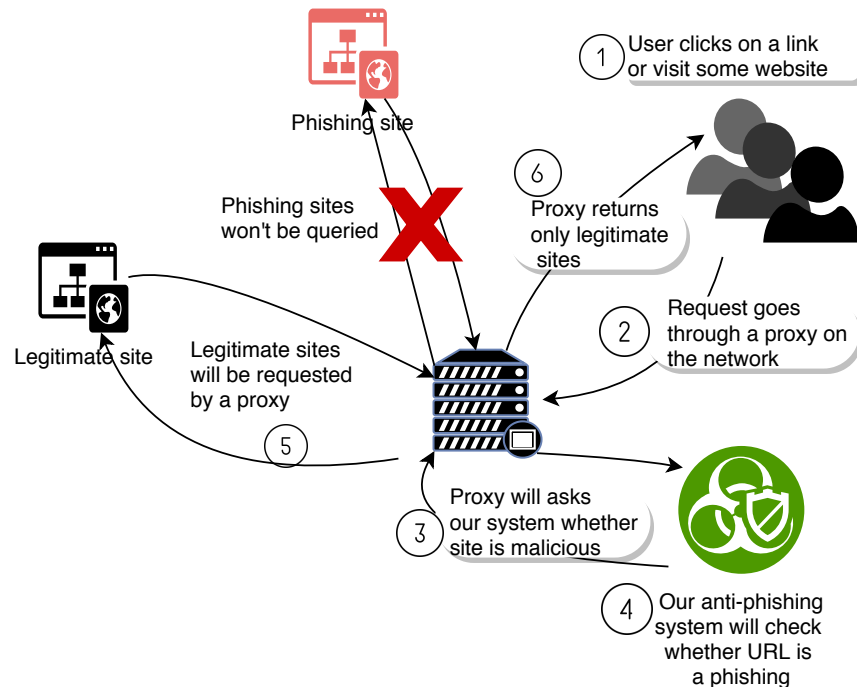 Phishing site
1
User clicks on a link
or visit some website
6
Proxy returns
only legitimate
sites
Phishing sites
won't be queried
Legitimate site
2
Request goes
through a proxy on
the network
Legitimate sites
will be requested
by a proxy
5
3
Proxy will asks
our system whether
site is malicious
4
Our anti-phishing
system will check
whether URL is
a phishing